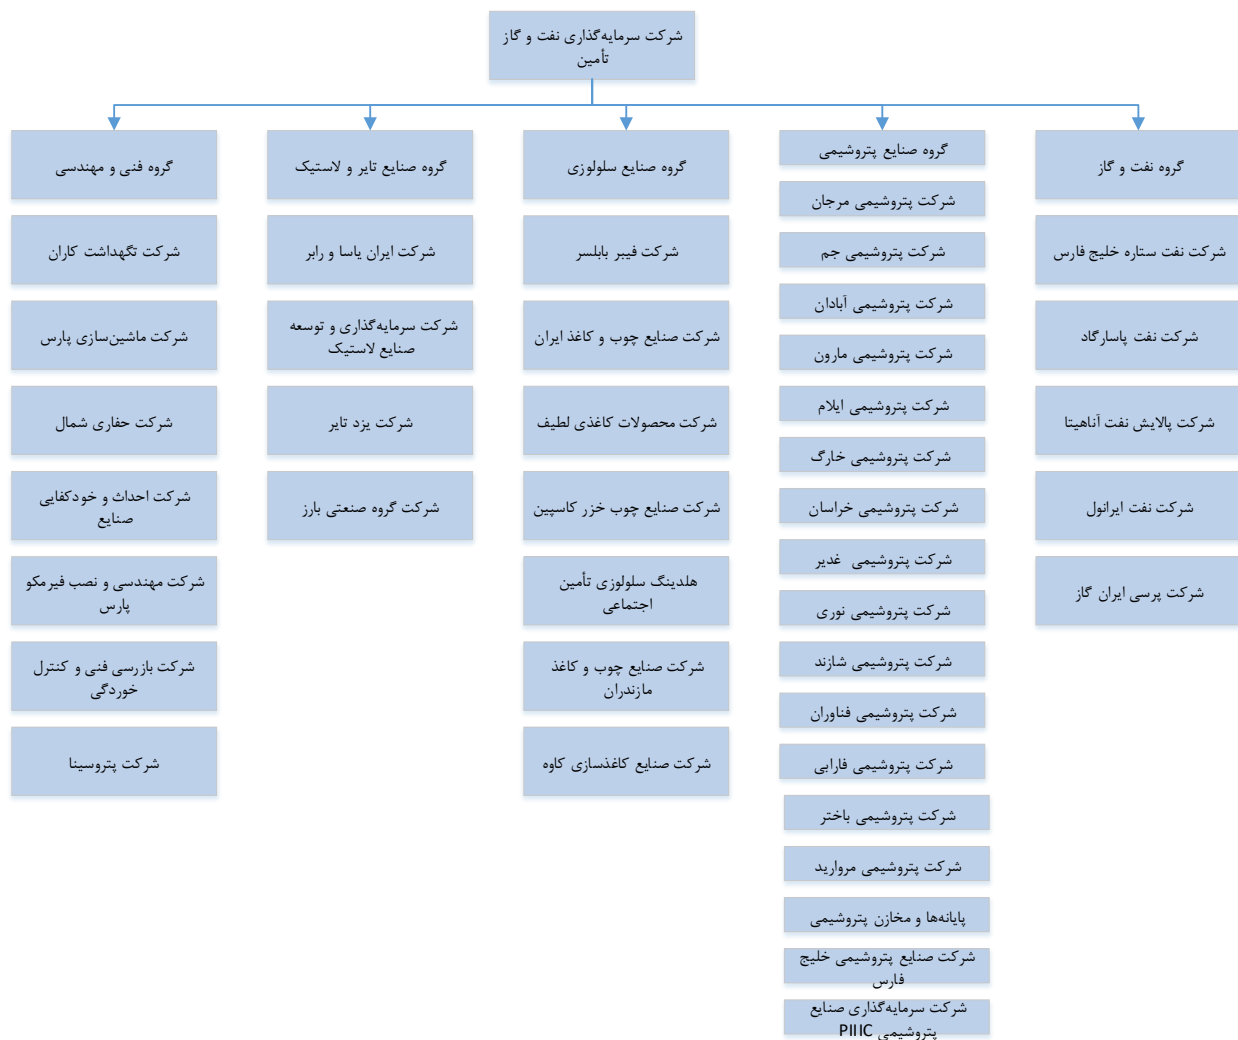 شرکت سرمایه‌گذاری نفت و گاز
تأمین
گروه نفت و گاز
شرکت نفت ستاره خلیج فارس
شرکت نفت پاسارگاد
شرکت پالایش نفت آناهیتا
شرکت نفت ایرانول
شرکت پرسی ایران گاز
گروه صنایع پتروشیمی
شرکت پتروشیمی مرجان
شرکت پتروشیمی جم
شرکت پتروشیمی آبادان
شرکت پتروشیمی مارون
شرکت پتروشیمی ایلام
شرکت پتروشیمی خارگ
شرکت پتروشیمی خراسان
شرکت پتروشیمی غدیر
شرکت پتروشیمی نوری
شرکت پتروشیمی شازند
شرکت پتروشیمی فناوران
شرکت پتروشیمی فارابی
شرکت پتروشیمی باختر
شرکت پتروشیمی مروارید
پایانه‌ها و مخازن پتروشیمی
شرکت صنایع پتروشیمی خلیج
فارس
شرکت سرمایه‌گذاری صنایع
پتروشیمی PIIIC
گروه صنایع سلولوزی
شرکت فیبر بابلسر
شرکت صنایع چوب و کاغذ ایران
شرکت محصولات کاغذی لطیف
شرکت صنایع چوب خزر کاسپین
هلدینگ سلولوزی تأمین
اجتماعی
شرکت صنایع چوب و کاغذ
مازندران
شرکت صنایع کاغذسازی کاوه
گروه صنایع تایر و لاستیک
شرکت ایران یاسا و رابر
شرکت سرمایه‌گذاری و توسعه
صنایع لاستیک
شرکت یزد تایر
شرکت گروه صنعتی بارز
گروه فنی و مهندسی
شرکت تگهداشت کاران
شرکت ماشین‌سازی پارس
شرکت حفاری شمال
شرکت احداث و خودکفایی
صنایع
شرکت مهندسی و نصب فیرمکو
پارس
شرکت بازرسی فنی و کنترل
خوردگی
شرکت پتروسینا